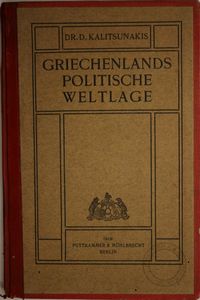 DR. D. KALITSUNAKIS
GRIECHENLANDS
POLITISCHE
WELTLAGE
PUTTKAMMER & MÜHLBRECHT
BERLIN